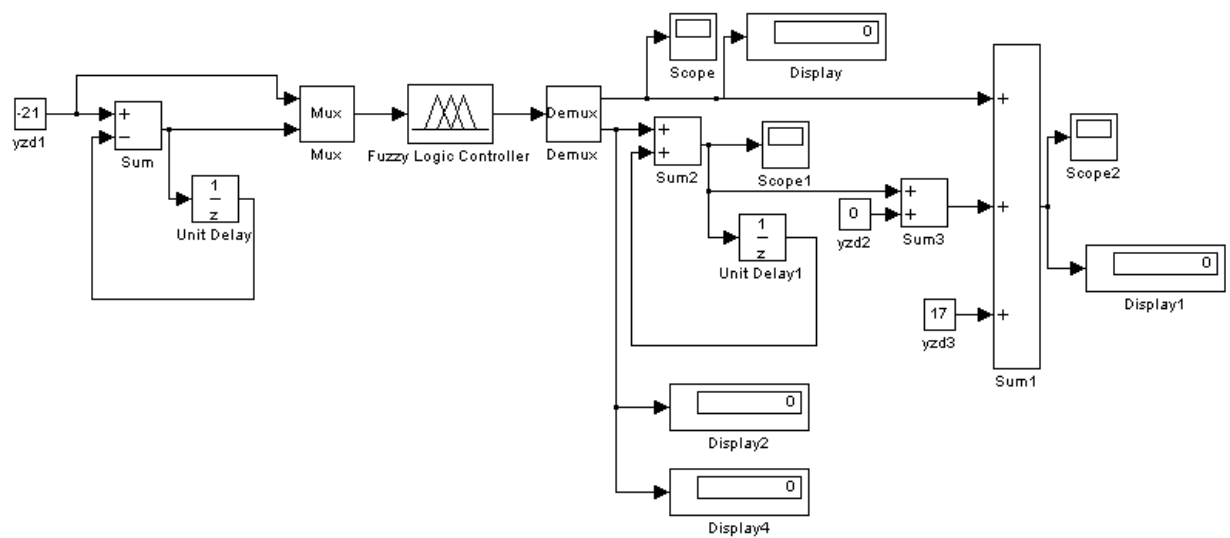 0
0
Scope
Display
-21
yzd1
+
−
Sum
Mux
Mux
Fuzzy Logic Controller
Demux
Demux
+
+
+
Sum2
Scope1
Scope2
1
z
Unit Delay
+
+
Sum3
0
yzd2
+
1
z
Unit Delay1
0
Display1
17
yzd3
+
Sum1
0
Display2
0
Display4